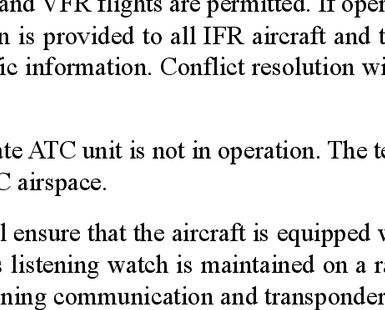 and VFR flights are permitted. If oper
n is provided to all IFR aircraft and t
ic information. Conflict resolution wi
ate ATC unit is not in operation. The te
C airspace.
l ensure that the aircraft is equipped w
s listening watch is maintained on a ra
ning communication and transponder